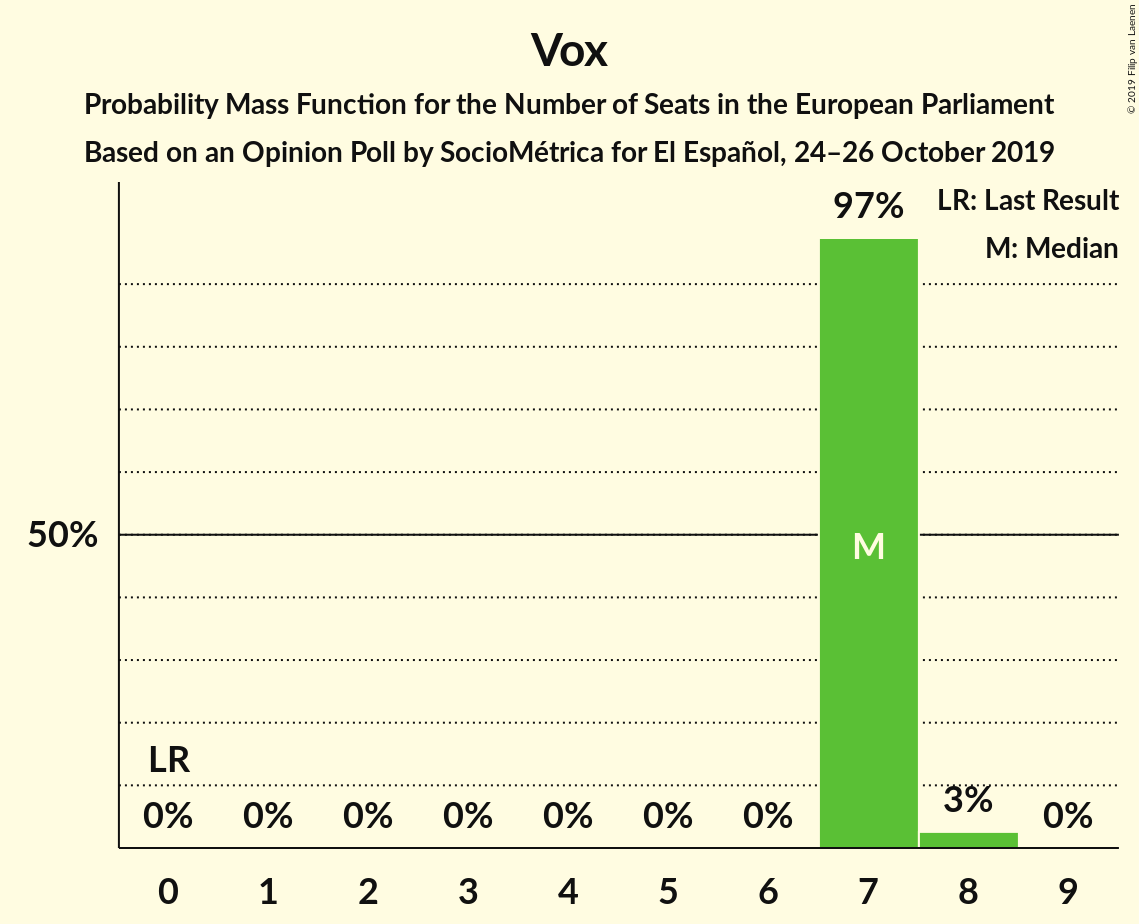 Vox
Probability Mass Function for the Number of Seats in the European Parliament
Based on an Opinion Poll by SocioMétrica for El Español, 24–26 October 2019
© 2019 Filip van Laenen
LR: Last Result
M: Median
97%
50%
M
LR
0% 0% 0% 0% 0% 0% 0% 3% 0%
0 1 2 3 4 5 6 7 8 9